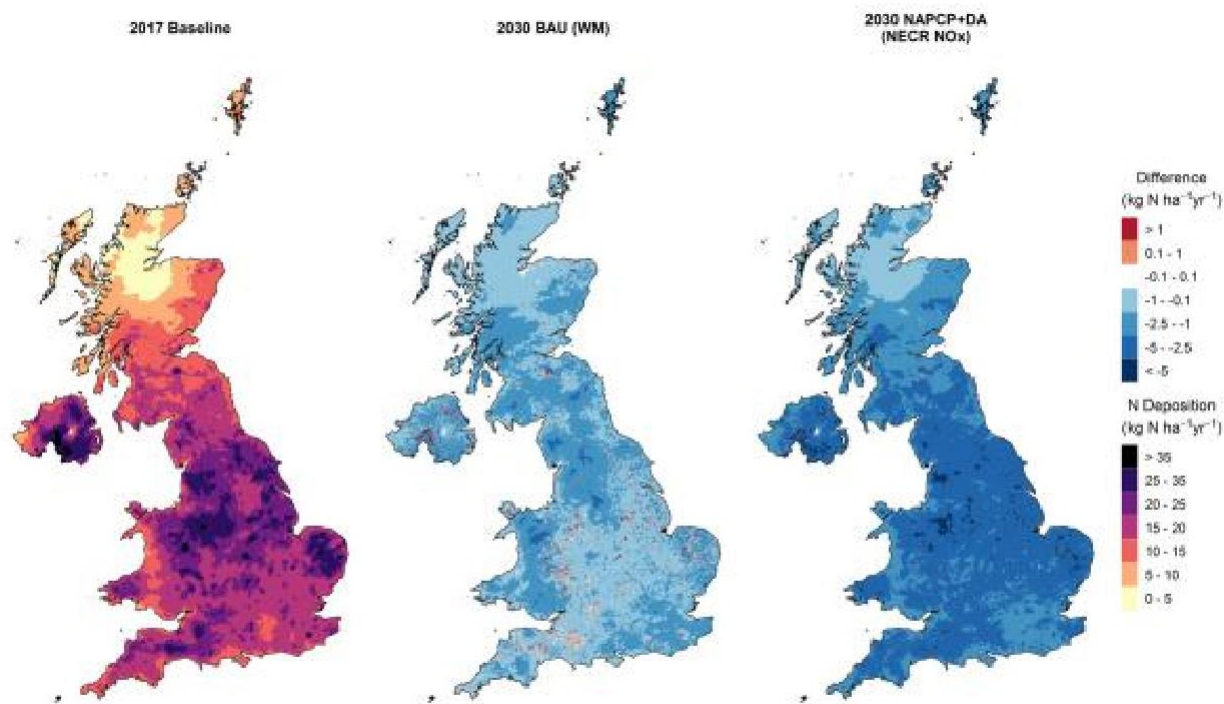 2017 Baseline
2030 BAU (WM)
2030 NAPCP+DA
(NECR NOx)
Difference
(kg N ha⁻¹yr⁻¹)
> 1
0.1 - 1
-0.1 - 0.1
-1 - -0.1
-2.5 - -1
-5 - -2.5
< -5
N Deposition
(kg N ha⁻¹yr⁻¹)
> 35
25 - 35
20 - 25
15 - 20
10 - 15
5 - 10
0 - 5